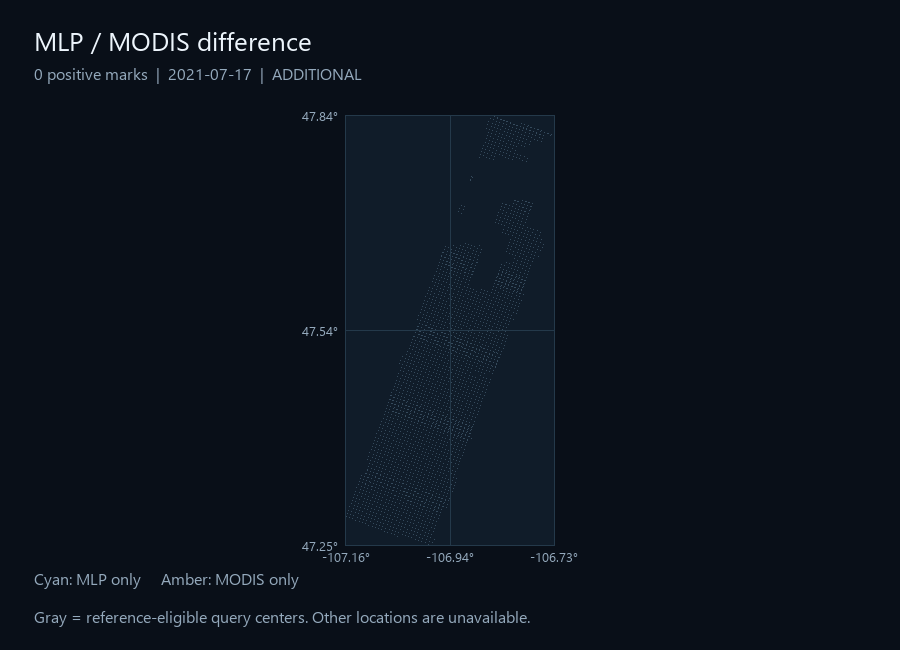 MLP / MODIS difference
0 positive marks | 2021-07-17 | ADDITIONAL
47.84°
47.54°
47.25°
-107.16° -106.94° -106.73°
Cyan: MLP only Amber: MODIS only
Gray = reference-eligible query centers. Other locations are unavailable.